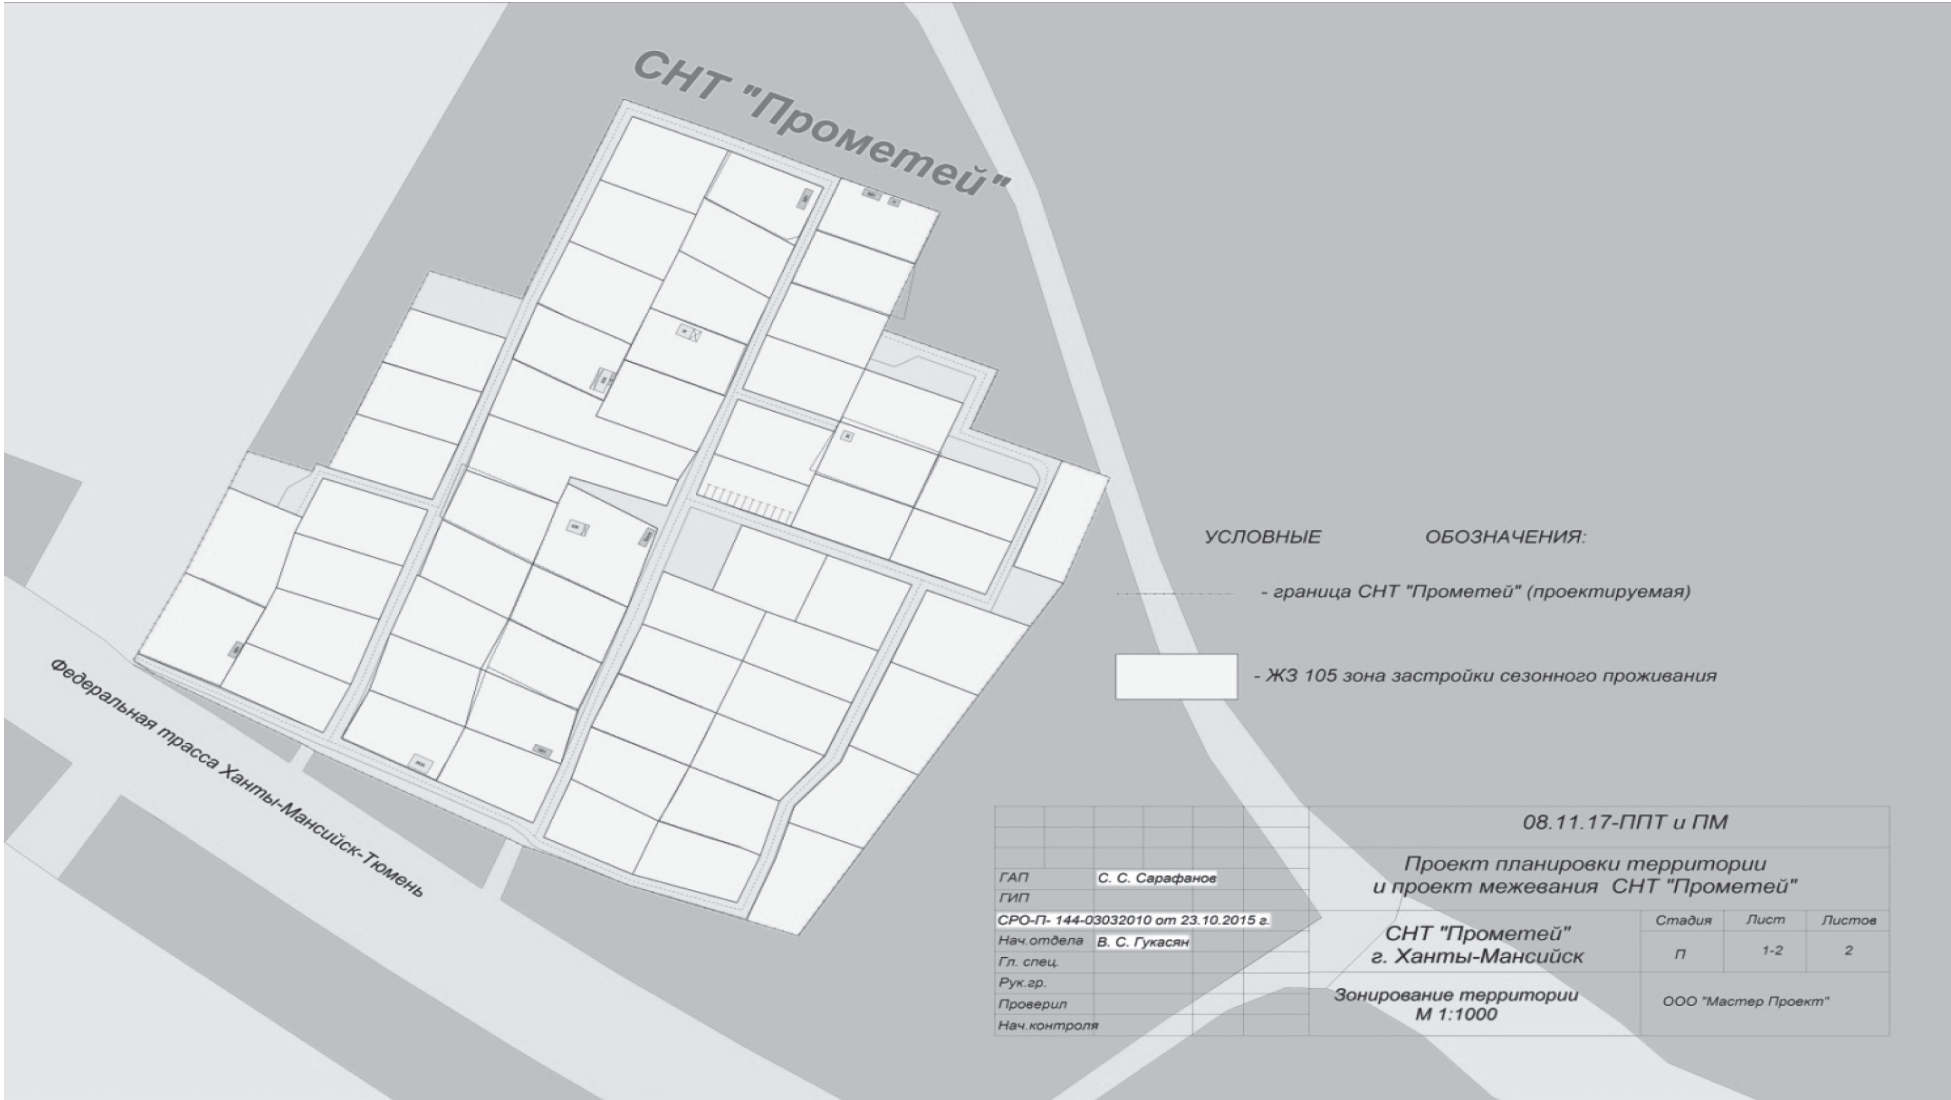 СНТ "Прометей"
УСЛОВНЫЕ ОБОЗНАЧЕНИЯ:
- граница СНТ "Прометей" (проектируемая)
- ЖЗ 105 зона застройки сезонного проживания
Федеральная трасса Ханты-Мансийск-Тюмень
08.11.17-ППТ и ПМ
Проект планировки территории
и проект межевания СНТ "Прометей"
ГАП С. С. Сарафанов
ГИП
СРО-П- 144-03032010 от 23.10.2015 г.
Нач.отдела В. С. Гукасян
Гл. спец.
Рук.гр.
Проверил
Нач.контроля
СНТ "Прометей"
г. Ханты-Мансийск
Стадия Лист Листов
П 1-2 2
Зонирование территории
М 1:1000
ООО "Мастер Проект"